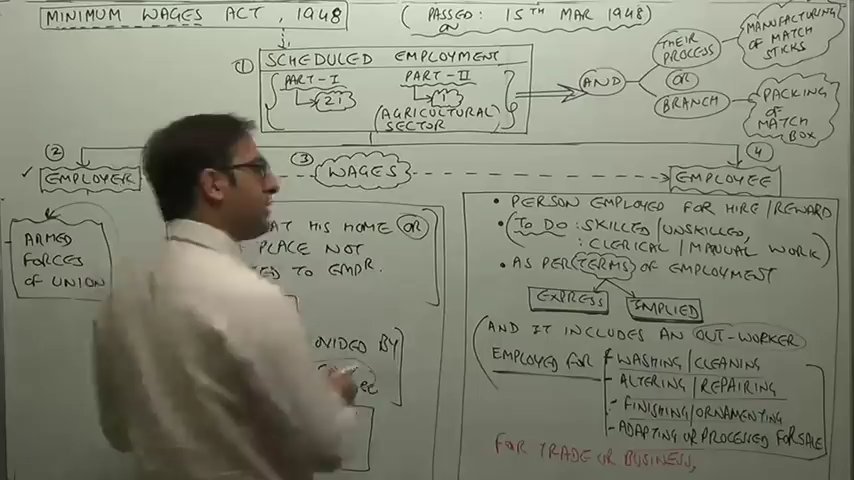 MINIMUM WAGES ACT, 1948
(PASSED: 15TH MAR 1948)
ON
① SCHEDULED EMPLOYMENT
PART-I
PART-II
21
1
(AGRICULTURAL)
SECTOR
AND
THEIR
PROCESS
OR
BRANCH
MANUFACTURING
OF MATCH
STICKS
PACKING
OF
MATCH
BOX
②
✓ EMPLOYER
③ WAGES
④
EMPLOYEE
ARMED
FORCES
OF UNION
AT HIS HOME OR
PLACE NOT
TO EMPR.
BY
• PERSON EMPLOYED FOR HIRE/REWARD
• (TO DO: SKILLED/UNSKILLED,
: CLERICAL/MANUAL WORK)
• AS PER TERMS OF EMPLOYMENT
EXPRESS
IMPLIED
(AND IT INCLUDES AN OUT-WORKER
EMPLOYED FOR - WASHING/CLEANING
- ALTERING/REPAIRING
- FINISHING/ORNAMENTING
- ADAPTING OR PROCESSED FOR SALE
FOR TRADE OR BUSINESS,